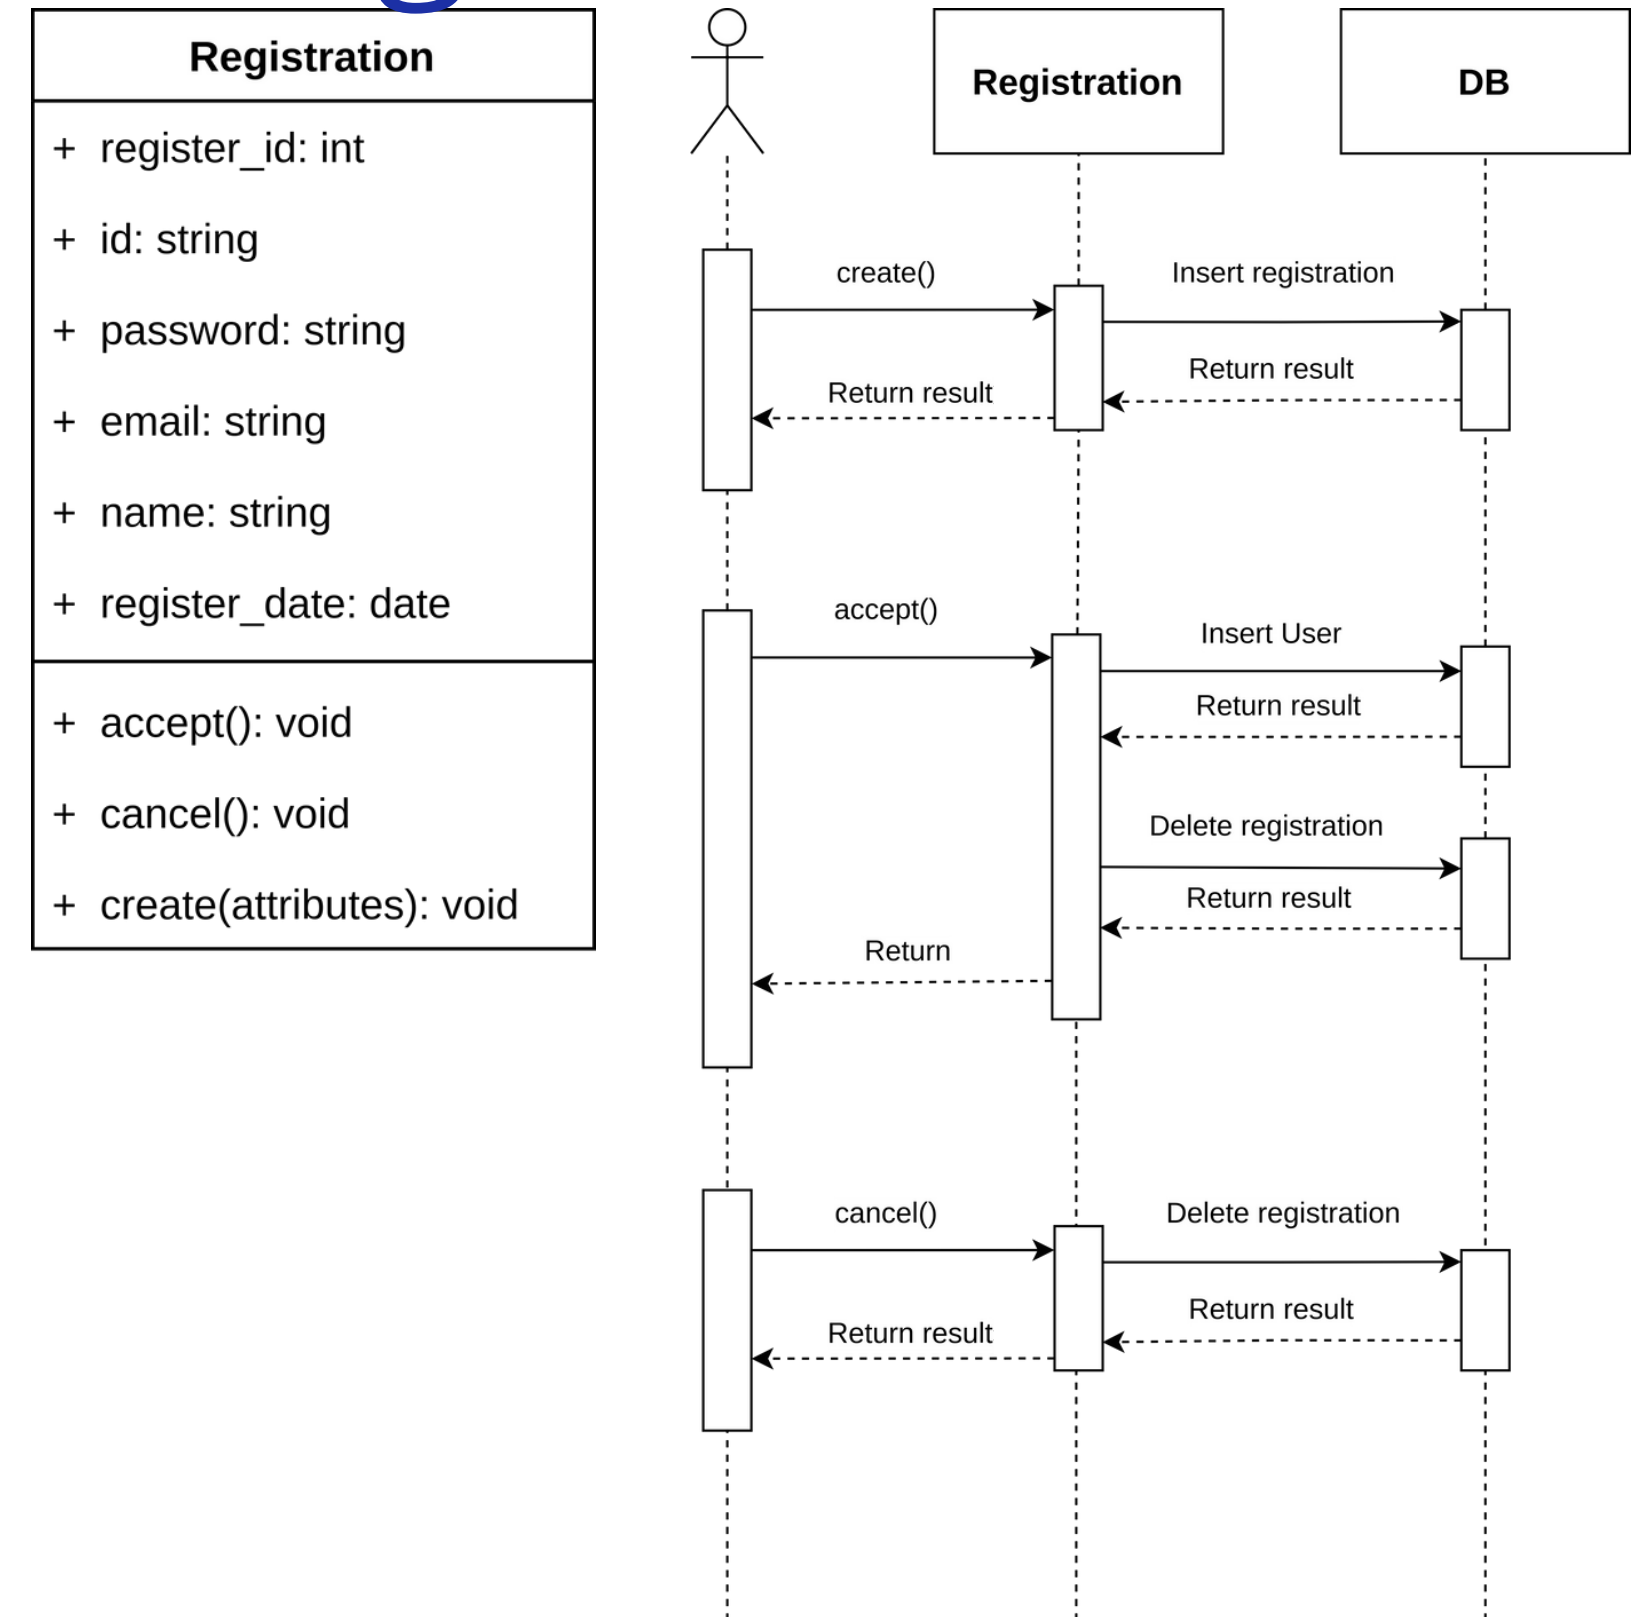 Registration
+ register_id: int
+ id: string
+ password: string
+ email: string
+ name: string
+ register_date: date
+ accept(): void
+ cancel(): void
+ create(attributes): void
Registration
DB
create()
Insert registration
Return result
Return result
accept()
Insert User
Return result
Delete registration
Return result
Return
cancel()
Delete registration
Return result
Return result